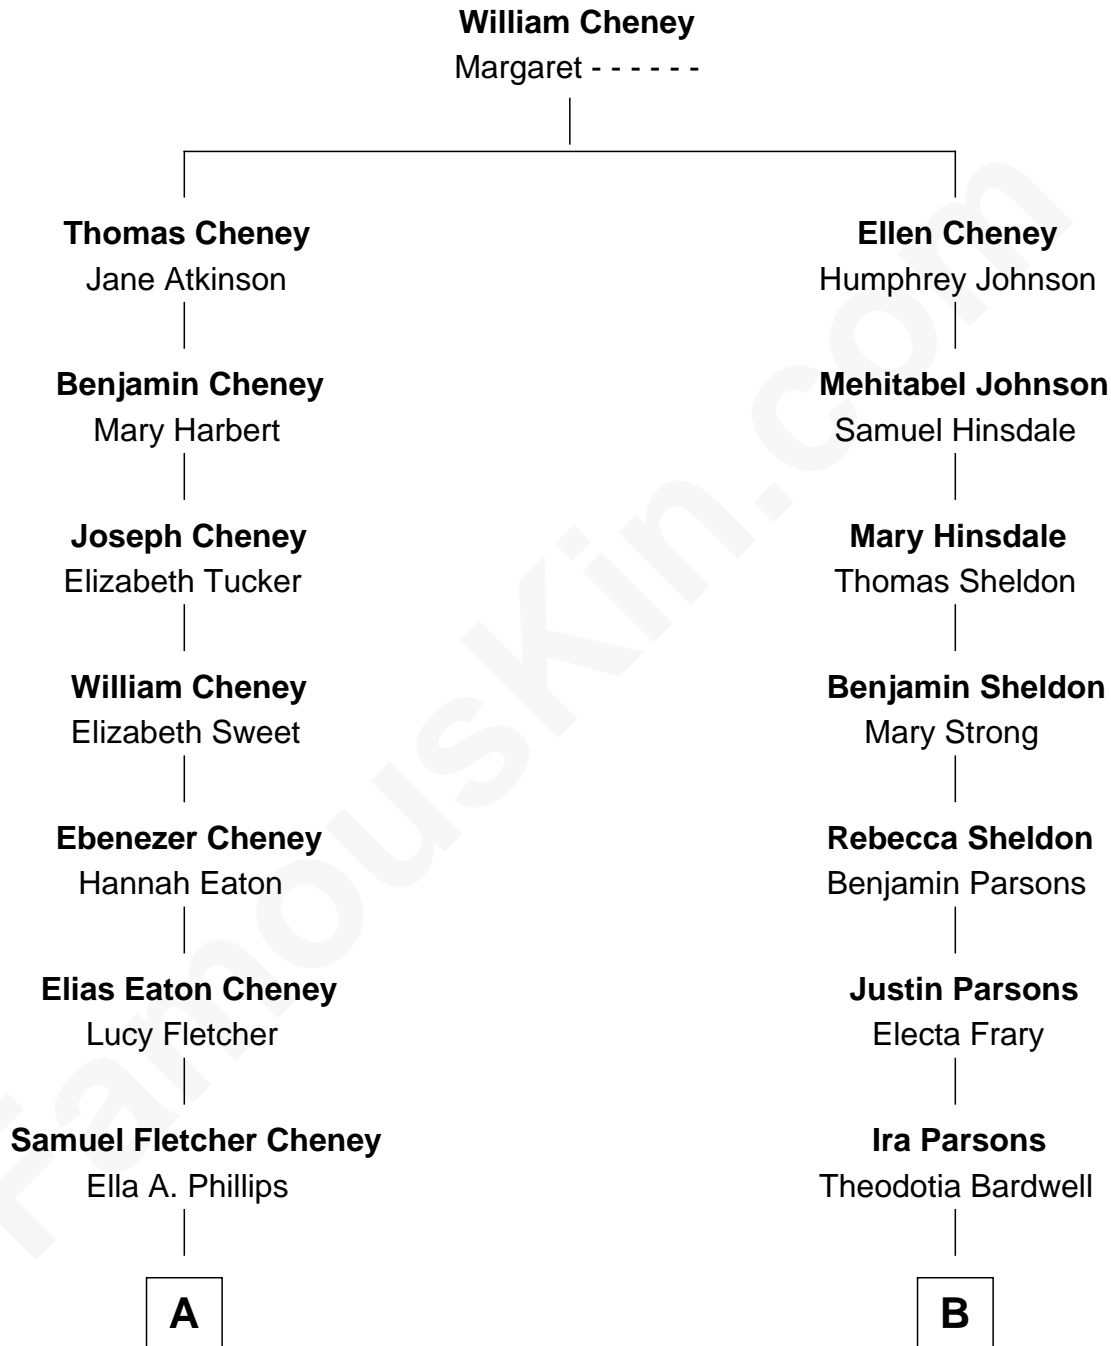 William Cheney
Margaret - - - - - -
Thomas Cheney
Jane Atkinson
Ellen Cheney
Humphrey Johnson
Benjamin Cheney
Mary Harbert
Mehitabel Johnson
Samuel Hinsdale
Joseph Cheney
Elizabeth Tucker
Mary Hinsdale
Thomas Sheldon
William Cheney
Elizabeth Sweet
Benjamin Sheldon
Mary Strong
Ebenezer Cheney
Hannah Eaton
Rebecca Sheldon
Benjamin Parsons
Elias Eaton Cheney
Lucy Fletcher
Justin Parsons
Electa Frary
Samuel Fletcher Cheney
Ella A. Phillips
Ira Parsons
Theodotia Bardwell
A
B
FamousKin.com